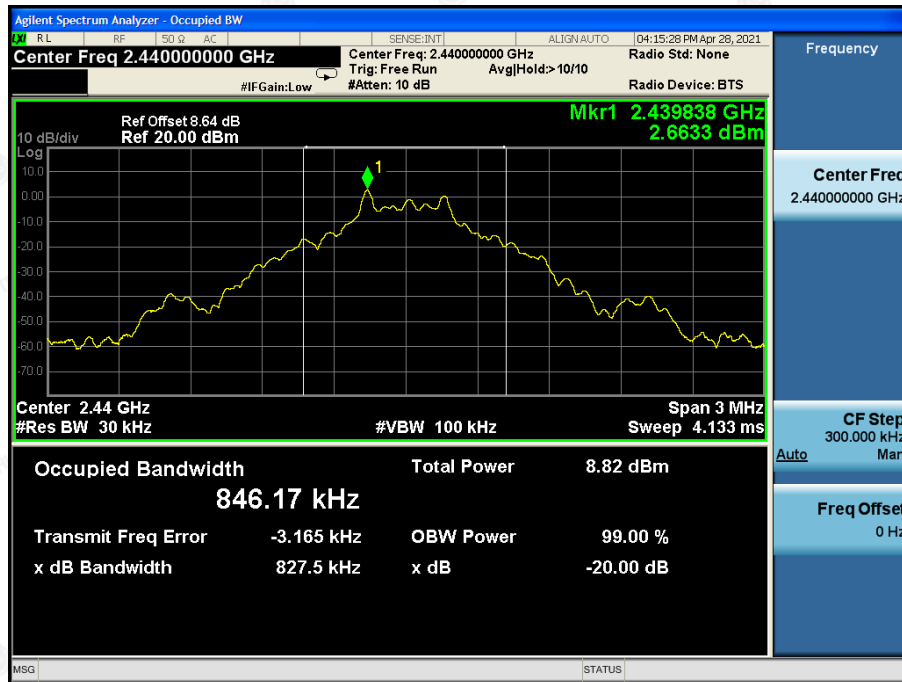 Agilent Spectrum Analyzer - Occupied BW
LXI RL RF 50 Ω AC SENSE:INT ALIGNAUTO 04:15:28 PM Apr 28, 2021
Center Freq 2.440000000 GHz
Center Freq: 2.440000000 GHz
Radio Std: None
Trig: Free Run
Avg|Hold:>10/10
#IFGain:Low
#Atten: 10 dB
Radio Device: BTS
Ref Offset 8.64 dB
10 dB/div Ref 20.00 dBm
Log
Mkr1 2.439838 GHz
2.6633 dBm
1
10.0
0.00
-10.0
-20.0
-30.0
-40.0
-50.0
-60.0
-70.0
Center 2.44 GHz
Span 3 MHz
#Res BW 30 kHz
#VBW 100 kHz
Sweep 4.133 ms
Occupied Bandwidth
Total Power 8.82 dBm
846.17 kHz
Transmit Freq Error -3.165 kHz
OBW Power 99.00 %
x dB Bandwidth 827.5 kHz
x dB -20.00 dB
MSG
STATUS
Frequency
Center Freq
2.440000000 GHz
CF Step
300.000 kHz
Auto Man
Freq Offset
0 Hz